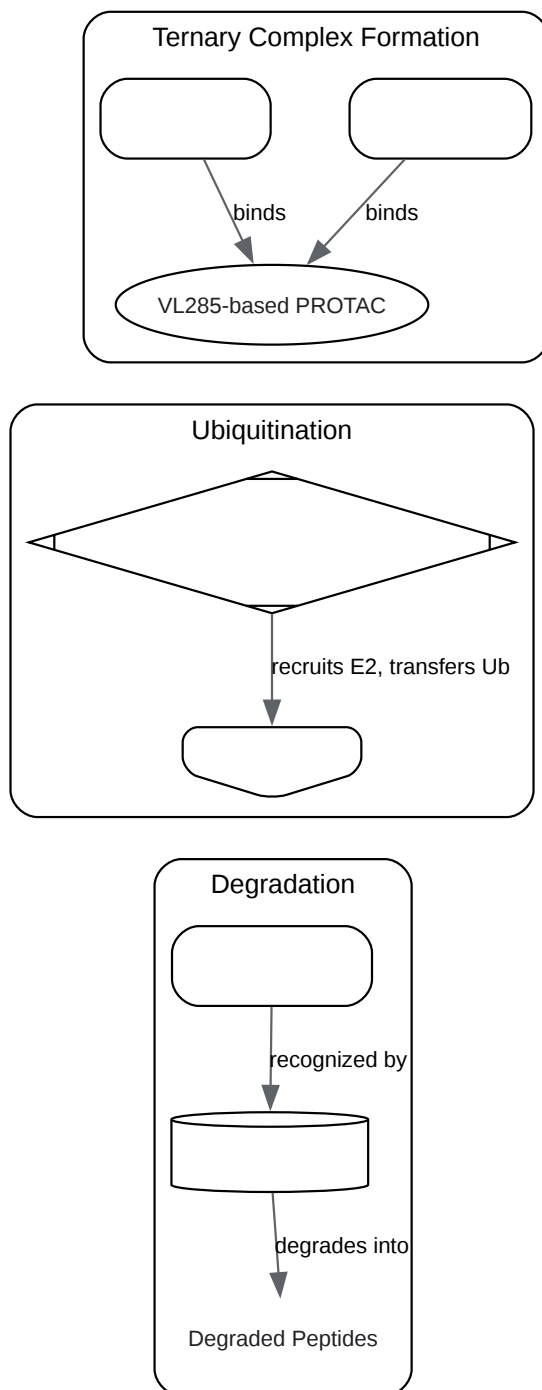 Ternary Complex Formation
binds
binds
VL285-based PROTAC
Ubiquitination
recruits E2, transfers Ub
Degradation
recognized by
degrades into
Degraded Peptides